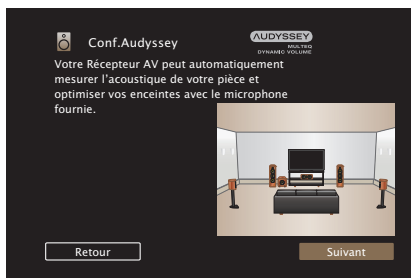 Conf.Audyssey
AUDYSSEY
MULTEQ
DYNAMIC VOLUME
Votre Récepteur AV peut automatiquement
mesurer l'acoustique de votre pièce et
optimiser vos enceintes avec le microphone
fournie.
Retour
Suivant